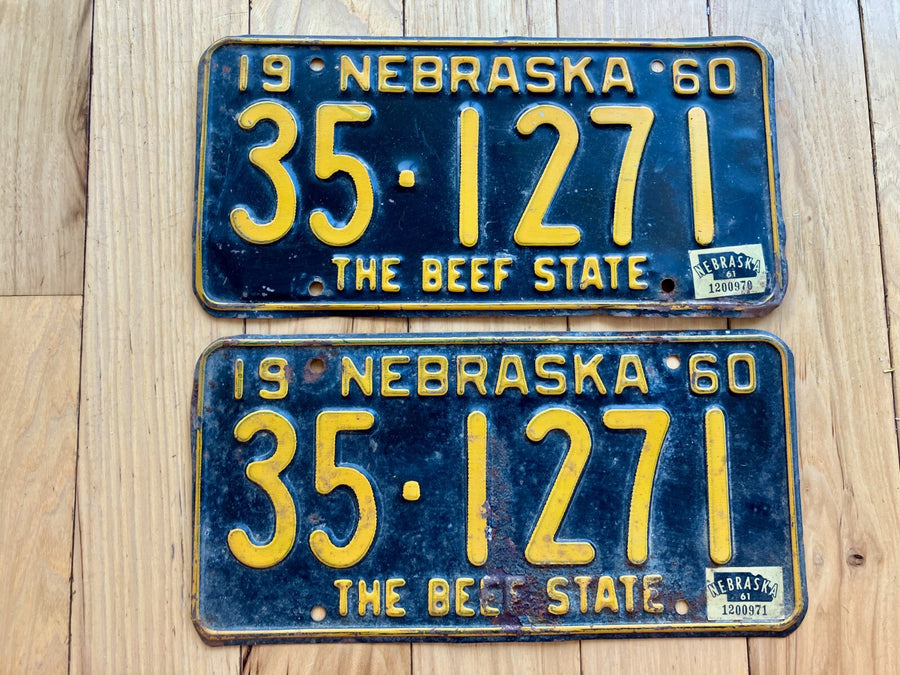 19 NEBRASKA 60
35·1271
THE BEEF STATE
NEBRASKA
61
1200970
19 NEBRASKA 60
35·1271
THE BEEF STATE
NEBRASKA
61
1200971